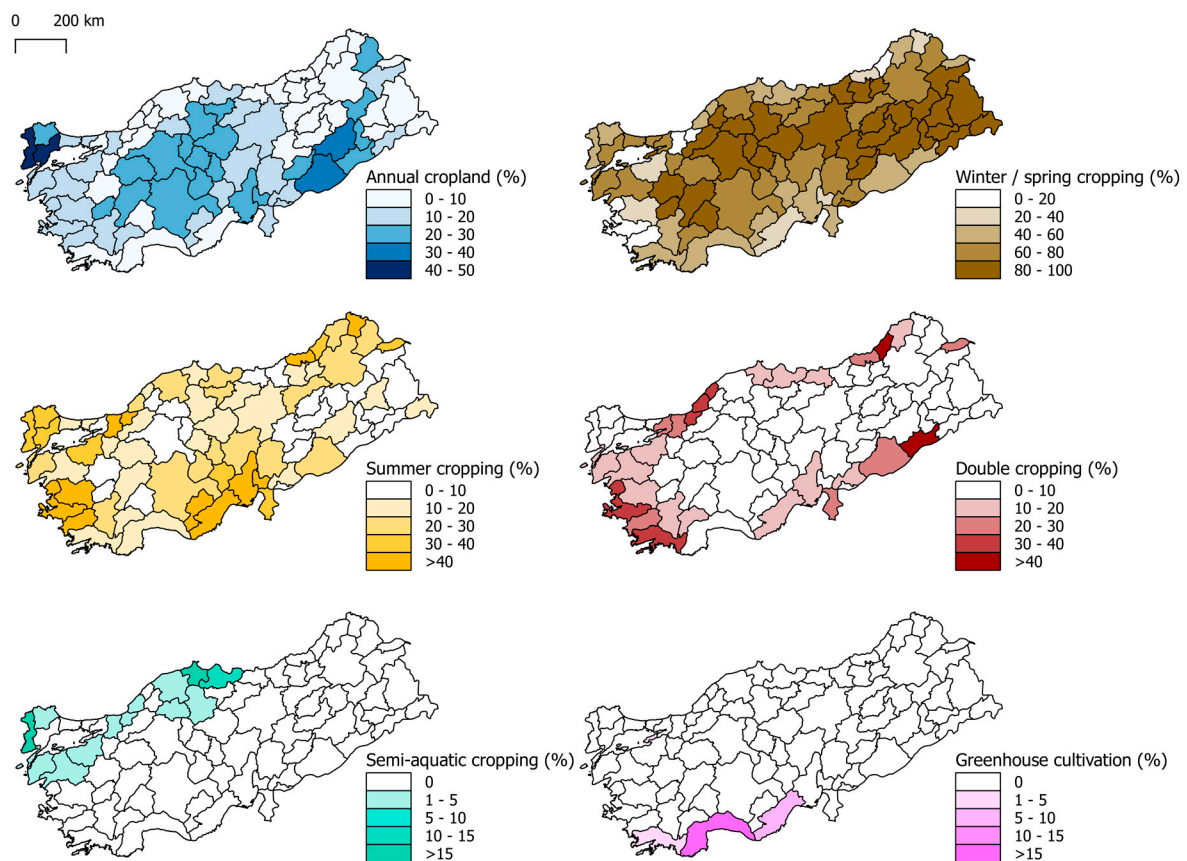 0 200 km
Annual cropland (%)
0 - 10
10 - 20
20 - 30
30 - 40
40 - 50
Winter / spring cropping (%)
0 - 20
20 - 40
40 - 60
60 - 80
80 - 100
Summer cropping (%)
0 - 10
10 - 20
20 - 30
30 - 40
>40
Double cropping (%)
0 - 10
10 - 20
20 - 30
30 - 40
>40
Semi-aquatic cropping (%)
0
1 - 5
5 - 10
10 - 15
>15
Greenhouse cultivation (%)
0
1 - 5
5 - 10
10 - 15
>15